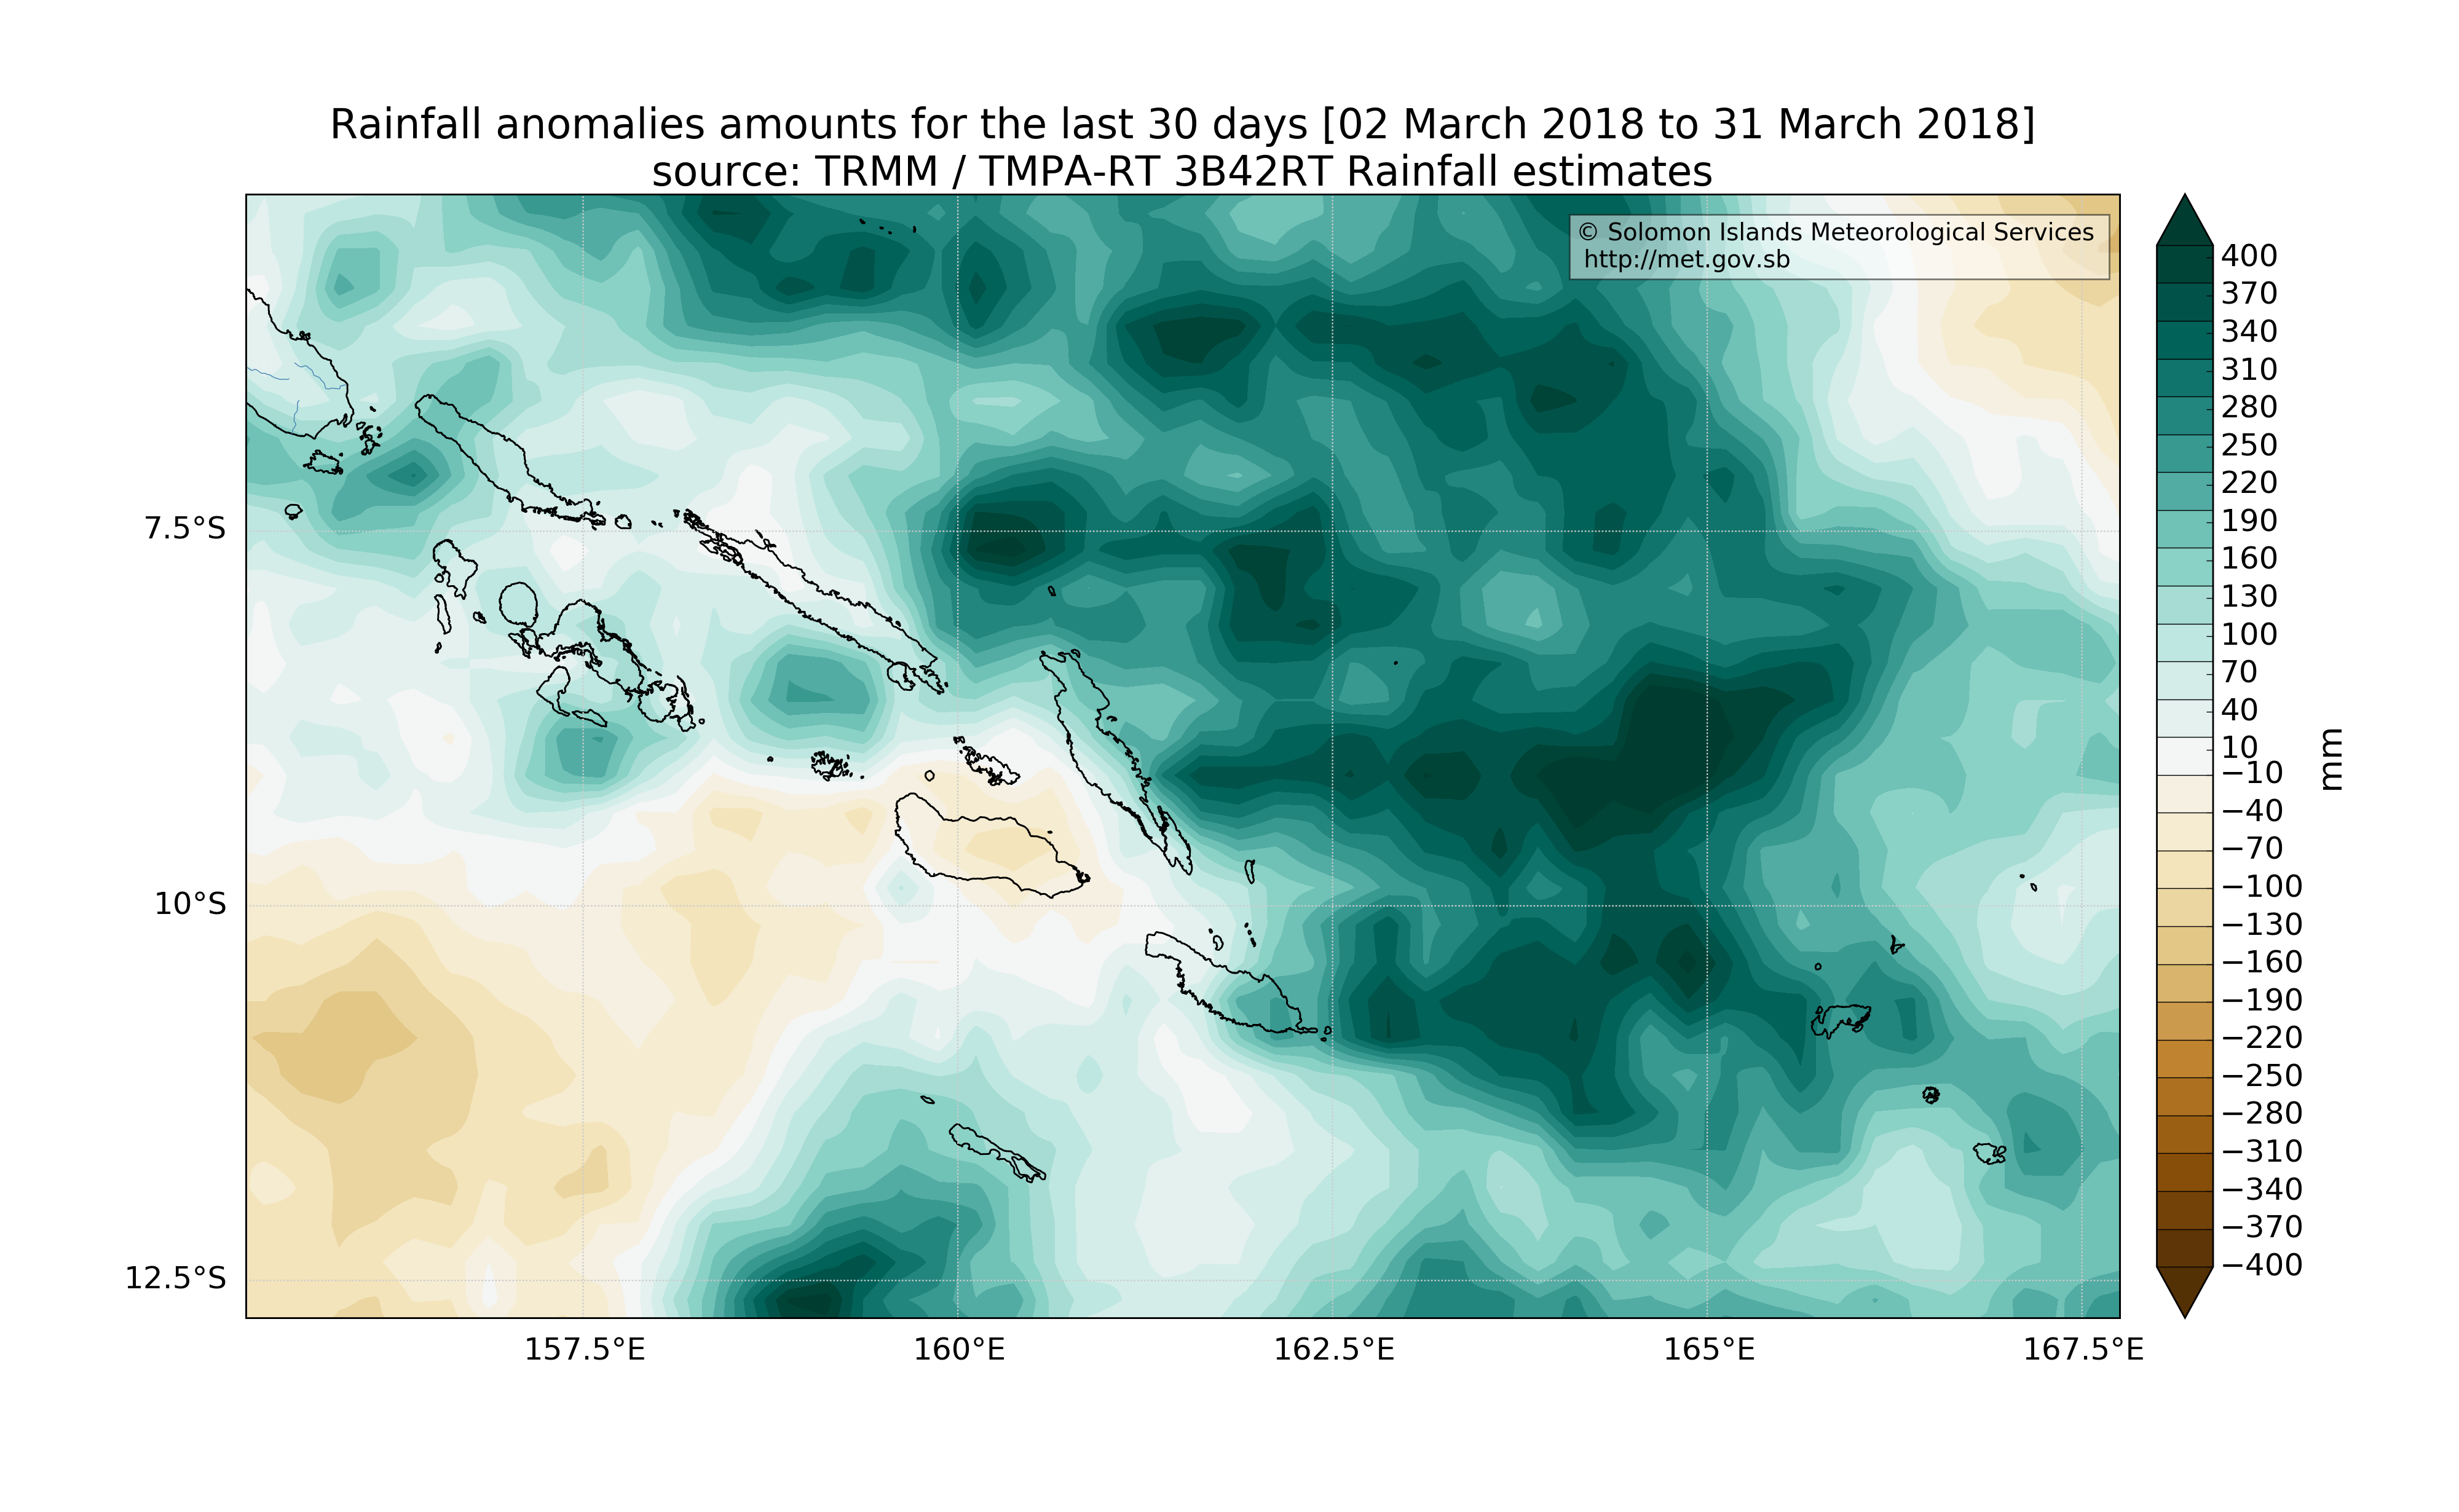 Rainfall anomalies amounts for the last 30 days [02 March 2018 to 31 March 2018]
source: TRMM / TMPA-RT 3B42RT Rainfall estimates
© Solomon Islands Meteorological Services
http://met.gov.sb
7.5°S
10°S
12.5°S
157.5°E
160°E
162.5°E
165°E
167.5°E
400
370
340
310
280
250
220
190
160
130
100
70
40
10
−10
−40
−70
−100
−130
−160
−190
−220
−250
−280
−310
−340
−370
−400
mm